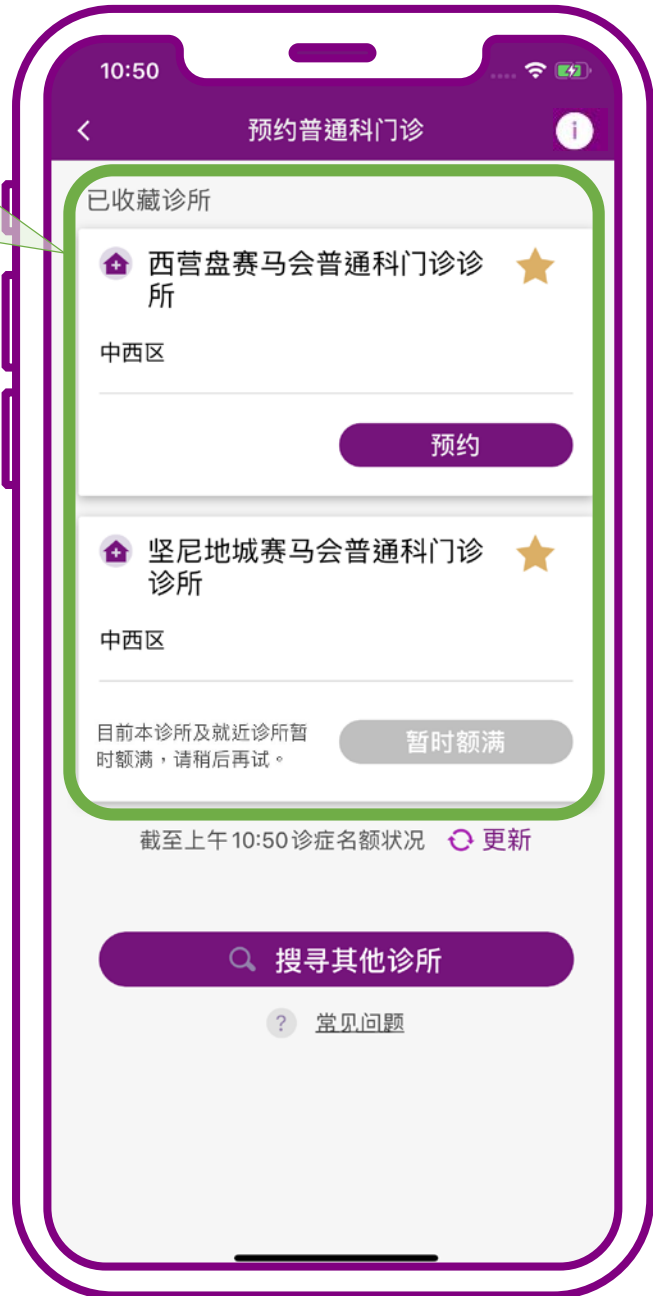 10:50
预约普通科门诊
i
已收藏诊所
西营盘赛马会普通科门诊诊
所
中西区
预约
坚尼地城赛马会普通科门诊
诊所
中西区
目前本诊所及就近诊所暂
时额满，请稍后再试。
暂时额满
截至上午10:50诊症名额状况 更新
搜寻其他诊所
? 常见问题